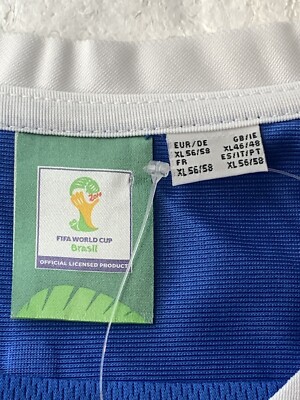 2014
FIFA WORLD CUP
Brasil
OFFICIAL LICENSED PRODUCT
EUR/DE
XL 56/58
FR
XL 56/58
GB/IE
XL 46/48
ES/IT/PT
XL 56/58